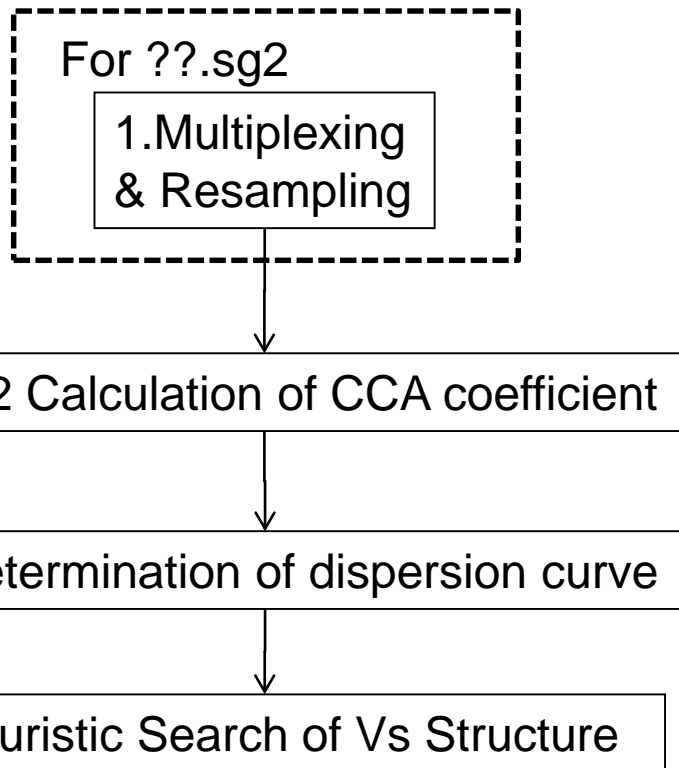 For ??.sg2
1.Multiplexing
& Resampling
2 Calculation of CCA coefficient
etermination of dispersion curve
uristic Search of Vs Structure